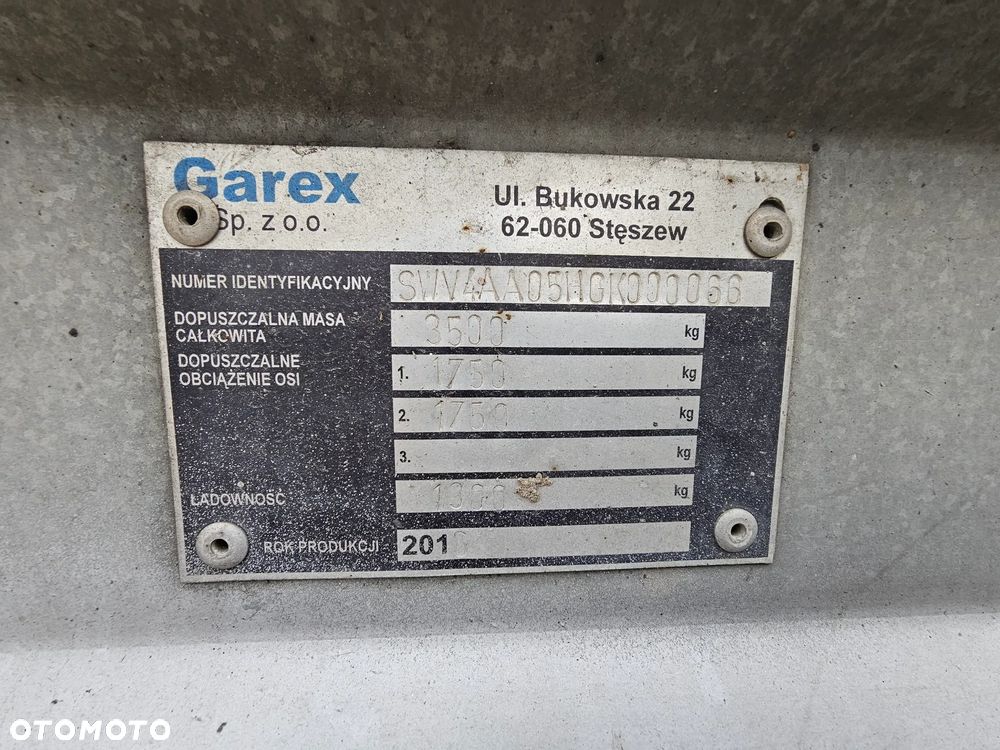 Garex
Sp. z o.o.
Ul. Bukowska 22
62-060 Stęszew
NUMER IDENTYFIKACYJNY
DOPUSZCZALNA MASA
CAŁKOWITA 3500 kg
DOPUSZCZALNE
OBCIĄŻENIE OSI
1. 1750 kg
2. 1750 kg
3. kg
ŁADOWNOŚĆ kg
ROK PRODUKCJI
OTOMOTO